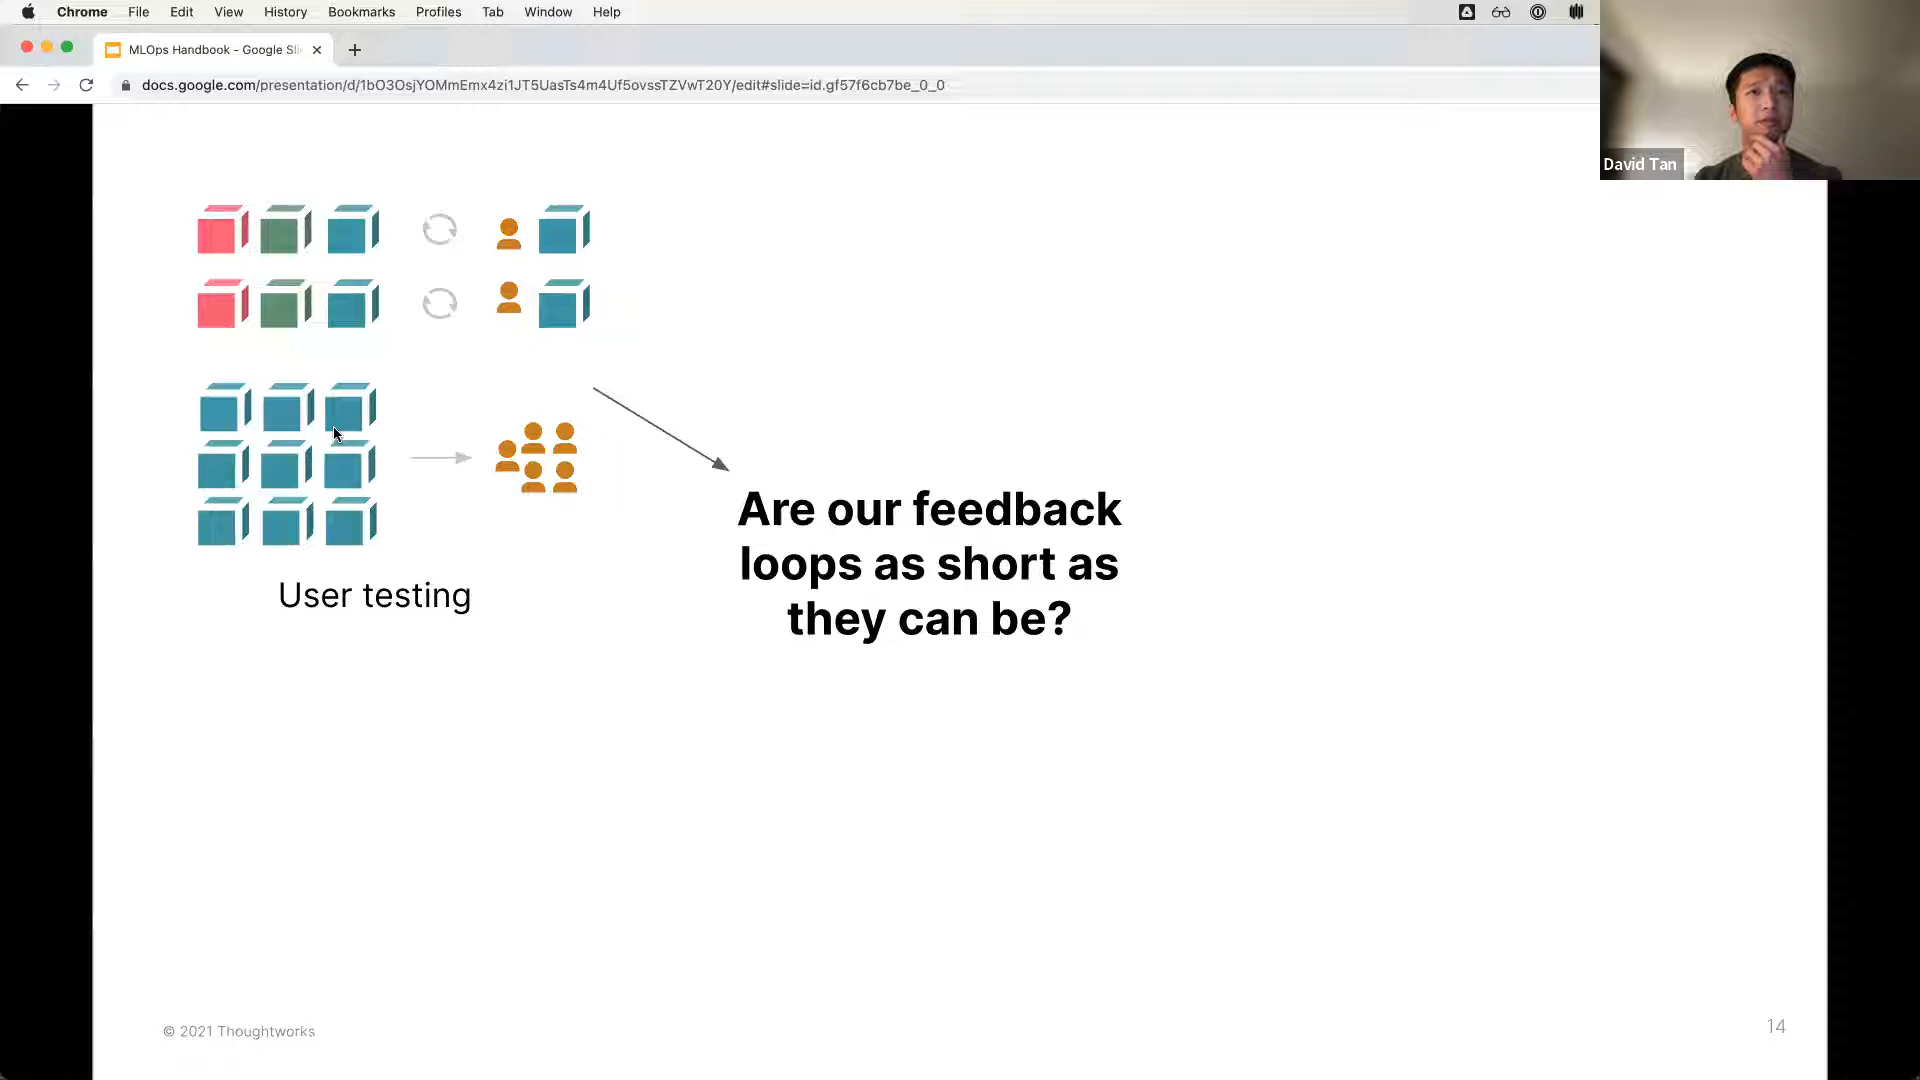 Chrome File Edit View History Bookmarks Profiles Tab Window Help
MLOps Handbook - Google Sli
docs.google.com/presentation/d/1bO3OsjYOMmEmx4zi1JT5UasTs4m4Uf5ovssTZVwT20Y/edit#slide=id.gf57f6cb7be_0_0
David Tan
Are our feedback
loops as short as
they can be?
User testing
© 2021 Thoughtworks
14